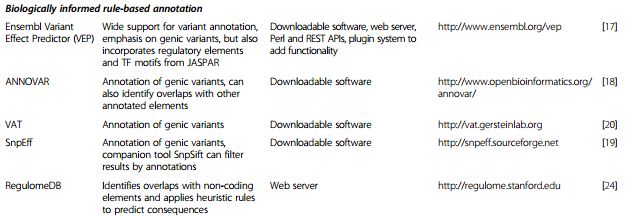 Biologically informed rule-based annotation
Ensembl Variant Wide support for variant annotation, Downloadable software, web server, http://www.ensembl.org/vep [17]
Effect Predictor (VEP) emphasis on genic variants, but also Perl and REST APIs, plugin system to
incorporates regulatory elements add functionality
and TF motifs from JASPAR
ANNOVAR Annotation of genic variants, can Downloadable software http://www.openbioinformatics.org/ [18]
also identify overlaps with other annovar/
annotated elements
VAT Annotation of genic variants Downloadable software http://vat.gersteinlab.org [20]
SnpEff Annotation of genic variants, Downloadable software http://snpeff.sourceforge.net [19]
companion tool SnpSift can filter
results by annotations
RegulomeDB Identifies overlaps with non-coding Web server http://regulome.stanford.edu [24]
elements and applies heuristic rules
to predict consequences